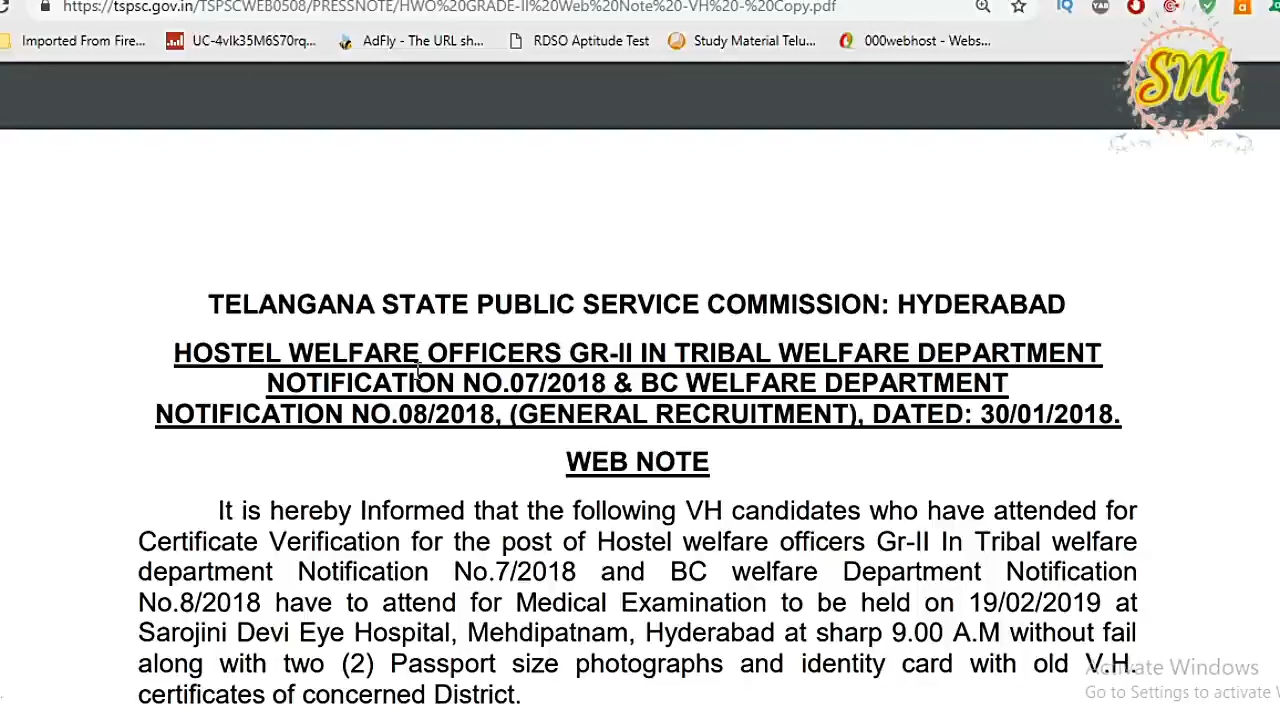 https://tspsc.gov.in/TSPSCWEB0508/PRESSNOTE/HWO%20GRADE-II%20Web%20Note%20-VH%20-%20Copy.pdf
Imported From Fire... UC-4vlk35M6S70rq... AdFly - The URL sh... RDSO Aptitude Test Study Material Telu... 000webhost - Webs...
SM
TELANGANA STATE PUBLIC SERVICE COMMISSION: HYDERABAD
HOSTEL WELFARE OFFICERS GR-II IN TRIBAL WELFARE DEPARTMENT
NOTIFICATION NO.07/2018 & BC WELFARE DEPARTMENT
NOTIFICATION NO.08/2018, (GENERAL RECRUITMENT), DATED: 30/01/2018.
WEB NOTE
It is hereby Informed that the following VH candidates who have attended for
Certificate Verification for the post of Hostel welfare officers Gr-II In Tribal welfare
department Notification No.7/2018 and BC welfare Department Notification
No.8/2018 have to attend for Medical Examination to be held on 19/02/2019 at
Sarojini Devi Eye Hospital, Mehdipatnam, Hyderabad at sharp 9.00 A.M without fail
along with two (2) Passport size photographs and identity card with old V.H.
certificates of concerned District.
Activate Windows
Go to Settings to activate W